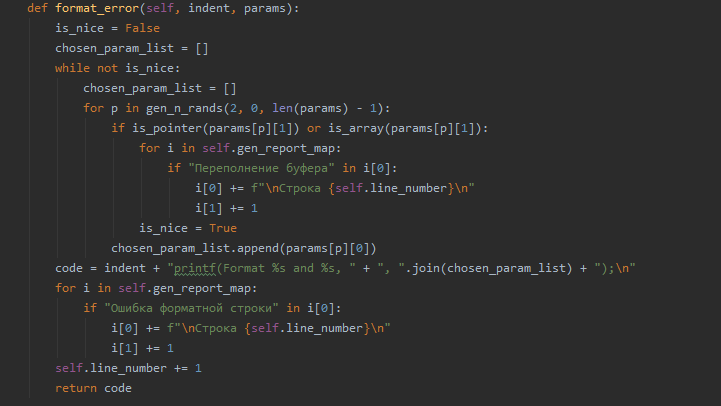 def format_error(self, indent, params):
    is_nice = False
    chosen_param_list = []
    while not is_nice:
        chosen_param_list = []
        for p in gen_n_rands(2, 0, len(params) - 1):
            if is_pointer(params[p][1]) or is_array(params[p][1]):
                for i in self.gen_report_map:
                    if "Переполнение буфера" in i[0]:
                        i[0] += f"\nСтрока {self.line_number}\n"
                        i[1] += 1
                is_nice = True
            chosen_param_list.append(params[p][0])
    code = indent + "printf(Format %s and %s, " + ", ".join(chosen_param_list) + ");\n"
    for i in self.gen_report_map:
        if "Ошибка форматной строки" in i[0]:
            i[0] += f"\nСтрока {self.line_number}\n"
            i[1] += 1
    self.line_number += 1
    return code